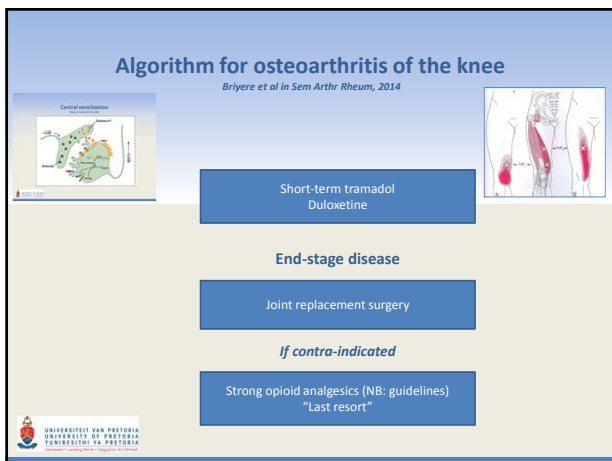 Algorithm for osteoarthritis of the knee
Briyere et al in Sem Arthr Rheum, 2014
Central sensitization
Short-term tramadol
Duloxetine
End-stage disease
Joint replacement surgery
If contra-indicated
Strong opioid analgesics (NB: guidelines)
“Last resort”
UNIVERSITEIT VAN PRETORIA
UNIVERSITY OF PRETORIA
YUNIBESITHI YA PRETORIA